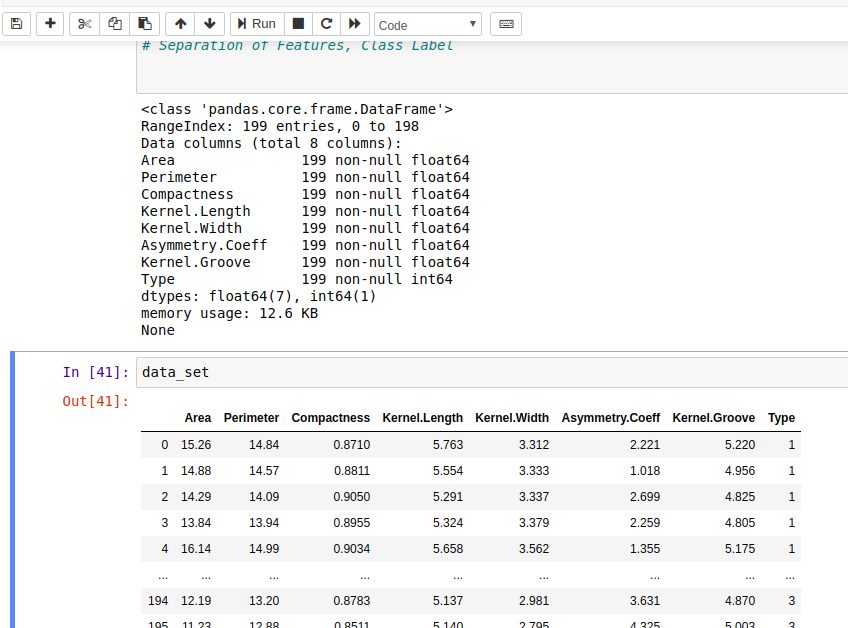 Run
Code
# Separation of Features, Class Label
<class 'pandas.core.frame.DataFrame'>
RangeIndex: 199 entries, 0 to 198
Data columns (total 8 columns):
Area 199 non-null float64
Perimeter 199 non-null float64
Compactness 199 non-null float64
Kernel.Length 199 non-null float64
Kernel.Width 199 non-null float64
Asymmetry.Coeff 199 non-null float64
Kernel.Groove 199 non-null float64
Type 199 non-null int64
dtypes: float64(7), int64(1)
memory usage: 12.6 KB
None
In [41]: data_set
Out[41]:
Area Perimeter Compactness Kernel.Length Kernel.Width Asymmetry.Coeff Kernel.Groove Type
0 15.26 14.84 0.8710 5.763 3.312 2.221 5.220 1
1 14.88 14.57 0.8811 5.554 3.333 1.018 4.956 1
2 14.29 14.09 0.9050 5.291 3.337 2.699 4.825 1
3 13.84 13.94 0.8955 5.324 3.379 2.259 4.805 1
4 16.14 14.99 0.9034 5.658 3.562 1.355 5.175 1
... ... ... ... ... ... ... ... ...
194 12.19 13.20 0.8783 5.137 2.981 3.631 4.870 3
195 11.23 12.88 0.8511 5.140 2.795 4.325 5.003 3